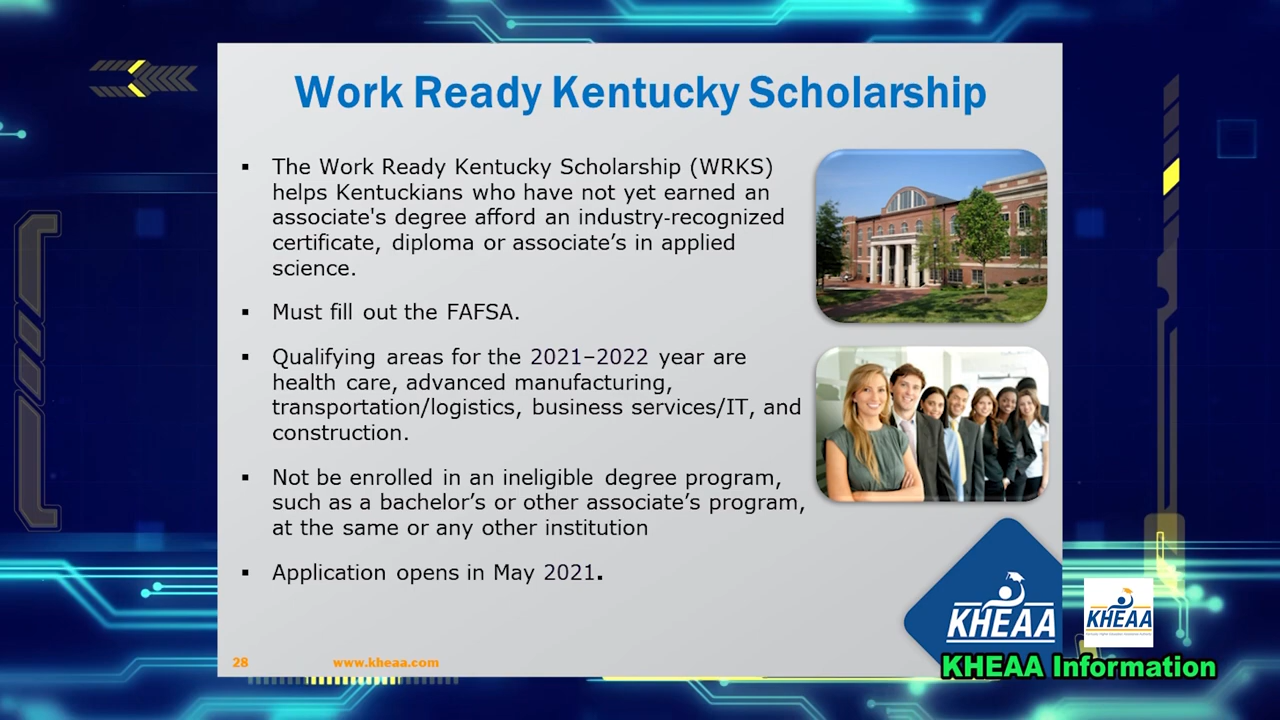 Work Ready Kentucky Scholarship
▪ The Work Ready Kentucky Scholarship (WRKS)
helps Kentuckians who have not yet earned an
associate's degree afford an industry-recognized
certificate, diploma or associate’s in applied
science.
▪ Must fill out the FAFSA.
▪ Qualifying areas for the 2021–2022 year are
health care, advanced manufacturing,
transportation/logistics, business services/IT, and
construction.
▪ Not be enrolled in an ineligible degree program,
such as a bachelor’s or other associate’s program,
at the same or any other institution
▪ Application opens in May 2021.
KHEAA
KHEAA
28 www.kheaa.com
KHEAA Information